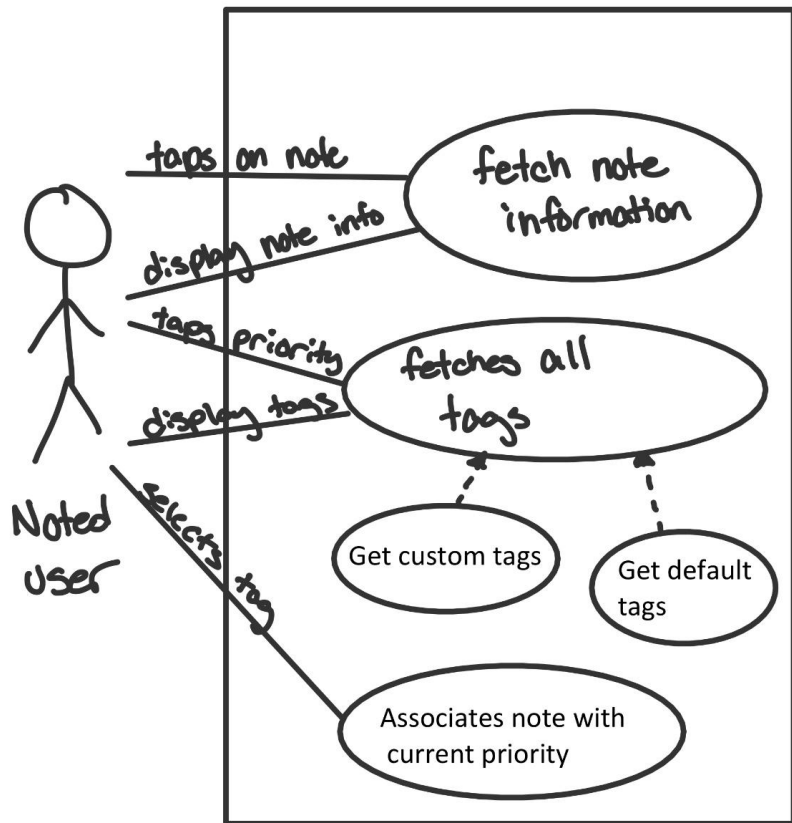 taps on note
fetch note
information
display note info
taps priority
fetches all
tags
display tags
selects tag
Noted
user
Get custom tags
Get default
tags
Associates note with
current priority